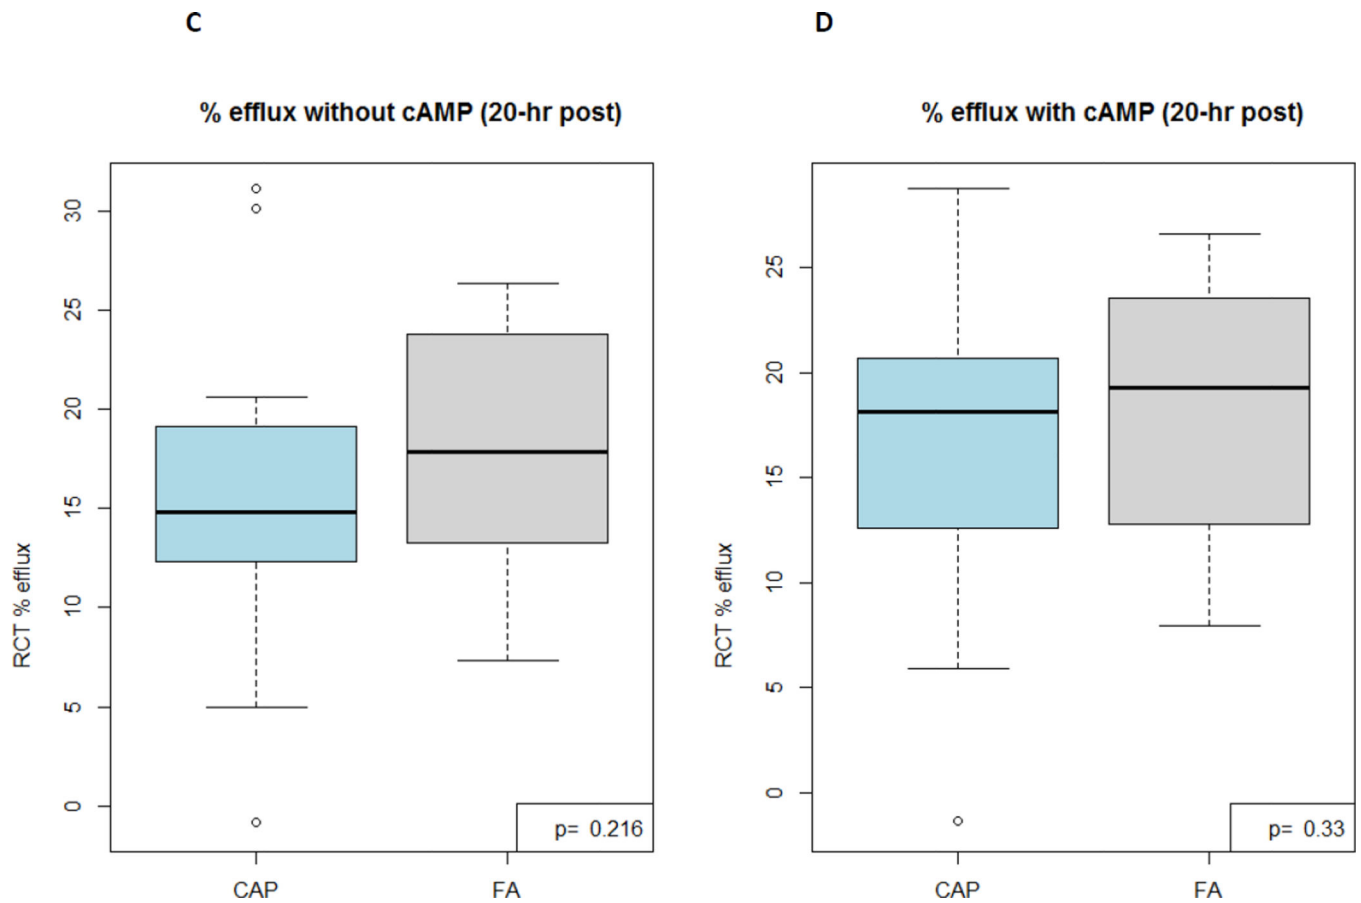 C
% efflux without cAMP (20-hr post)
RCT % efflux
30
25
20
15
10
5
0
p= 0.216
CAP
FA
D
% efflux with cAMP (20-hr post)
RCT % efflux
25
20
15
10
5
0
p= 0.33
CAP
FA